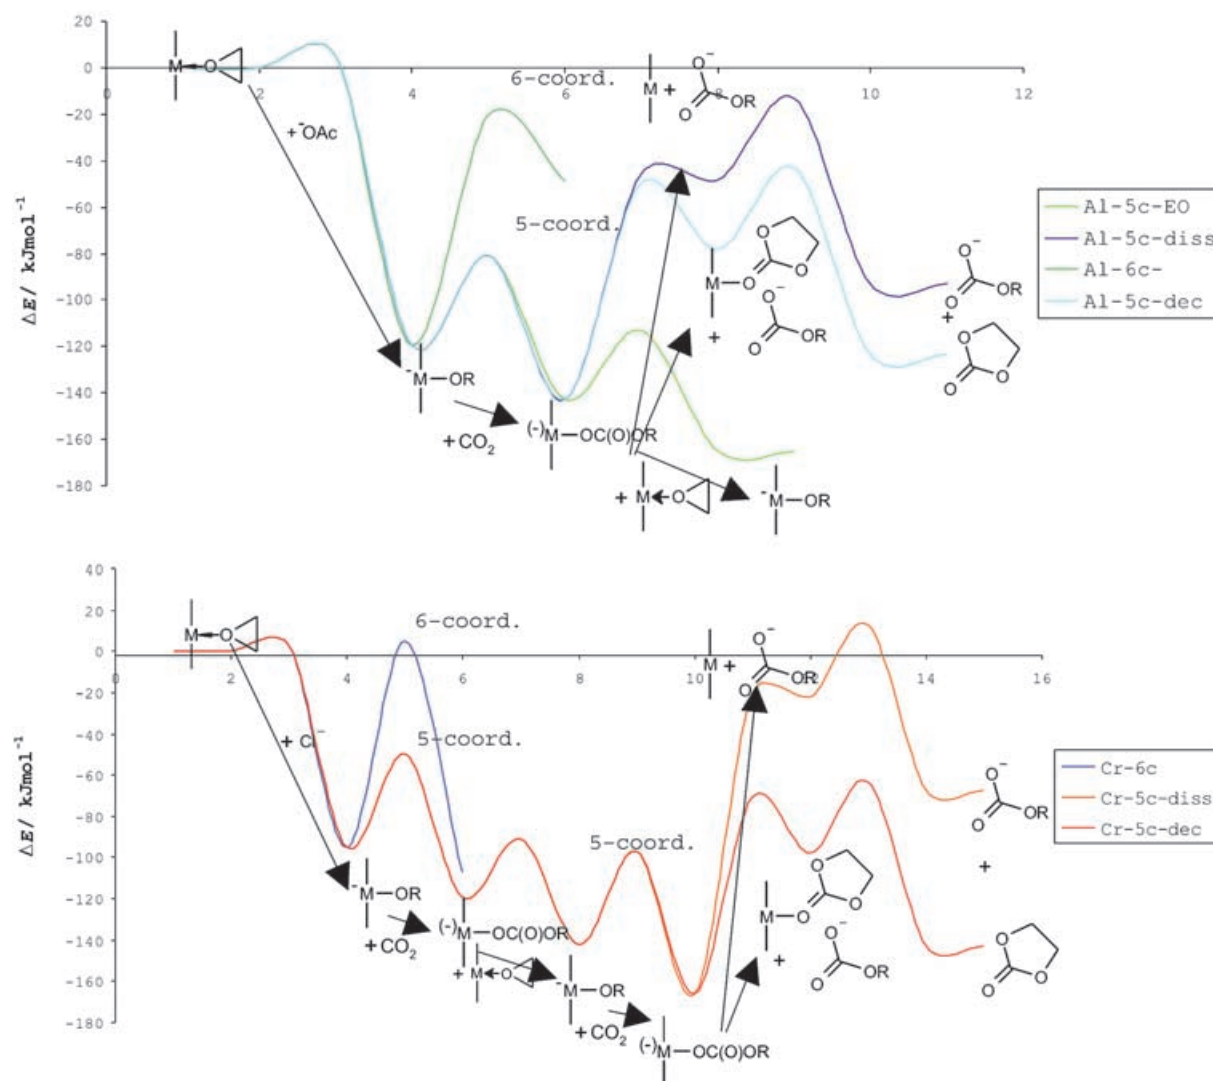 20
0
-20
-40
-60
-80
-100
-120
-140
-160
-180
ΔE/ kJmol⁻¹
2
4
6
8
10
12
M O
+⁻OAc
6-coord.
M + O⁻ O OR
5-coord.
⁻M—OR
+CO₂
(-)M—OC(O)OR
+ M O
⁻M—OR
M—O O O
+ O⁻ O OR
O⁻ O OR
+
O O O
Al-5c-EO
Al-5c-diss
Al-6c-
Al-5c-dec
40
20
0
-20
-40
-60
-80
-100
-120
-140
-160
-180
ΔE/ kJmol⁻¹
2
4
6
8
10
12
14
16
M O
+ Cl⁻
6-coord.
5-coord.
5-coord.
⁻M—OR
+CO₂
(-)M—OC(O)OR
+ M O
⁻M—OR
+CO₂
(-)M—OC(O)OR
M + O⁻ O OR
M—O O O
+ O⁻ O OR
O⁻ O OR
+
O O O
Cr-6c
Cr-5c-diss
Cr-5c-dec